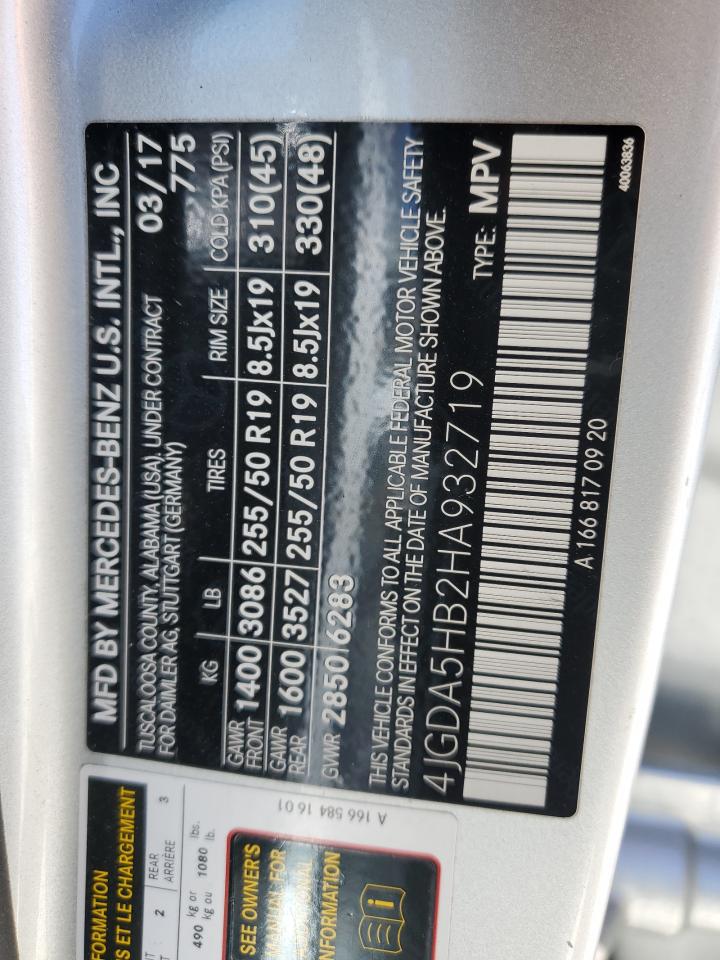 MFD BY MERCEDES-BENZ U.S. INTL., INC
TUSCALOOSA COUNTY, ALABAMA (USA), UNDER CONTRACT 03/17
FOR DAIMLER AG, STUTTGART (GERMANY) 775
KG LB TIRES RIM SIZE COLD KPA (PSI)
GAWR FRONT 1400 3086 255/50 R19 8.5Jx19 310(45)
GAWR REAR 1600 3527 255/50 R19 8.5Jx19 330(48)
GVWR 2850 6283
THIS VEHICLE CONFORMS TO ALL APPLICABLE FEDERAL MOTOR VEHICLE SAFETY
STANDARDS IN EFFECT ON THE DATE OF MANUFACTURE SHOWN ABOVE.
4JGDA5HB2HA932719 TYPE: MPV
A 166 817 09 20
40063836
ET LE CHARGEMENT
2 REAR 3
ARRIÈRE
490 kg or 1080 lbs.
kg ou lb.
SEE OWNER'S
MANUAL FOR
A 166 584 16 01